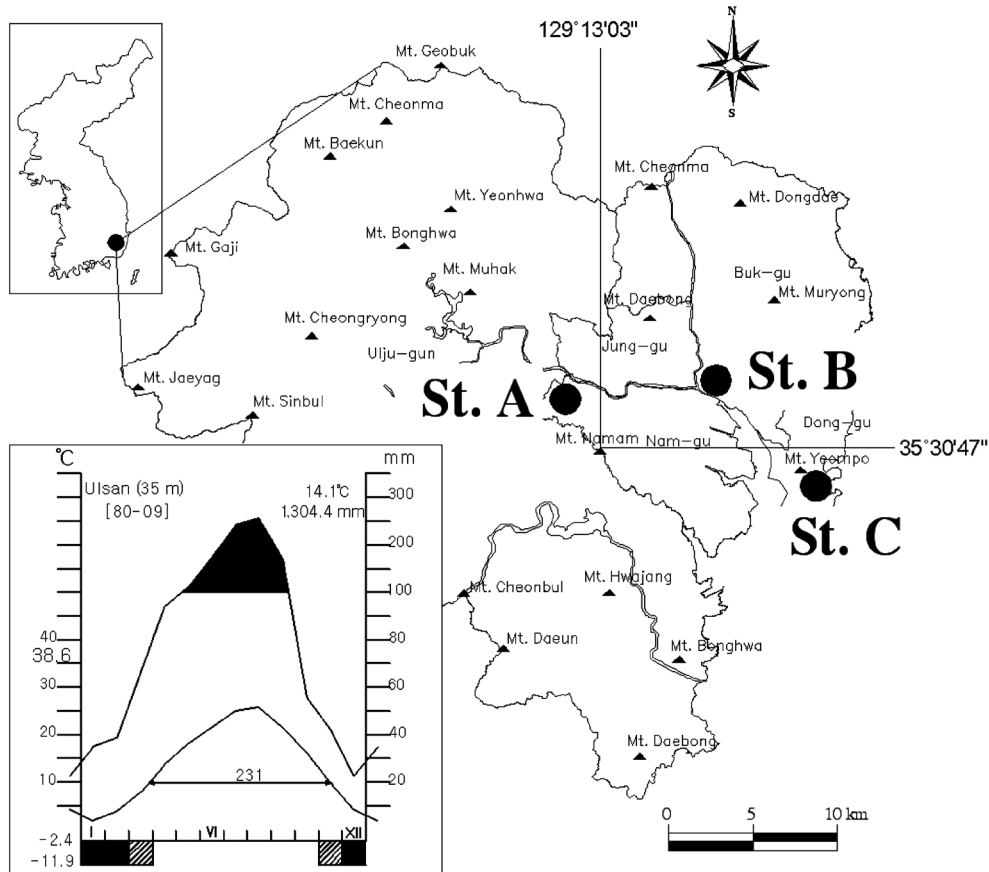 N
129°13'03"
Mt. Geobuk
S
Mt. Cheonma
Mt. Baekun
Mt. Cheonma
Mt. Yeonhwa
Mt. Dongdae
Mt. Bonghwa
Mt. Gaji
Mt. Muhak
Buk-gu
Mt. Muryong
Mt. Daebong
Mt. Cheongryong
Ulju-gun
Jung-gu
St. B
Mt. Jaeyag
St. A
Mt. Sinbul
Dong-gu
Mt. Namam
Nam-gu
35°30'47"
Mt. Yeompo
St. C
°C
mm
Ulsan (35 m)
14.1°C
300
[80-09]
1,304.4 mm
200
100
40
80
38.6
30
60
20
40
10
231
20
I
VI
XII
-2.4
-11.9
Mt. Cheonbul
Mt. Hwajang
Mt. Daeun
Mt. Bonghwa
Mt. Daebong
0
5
10 km